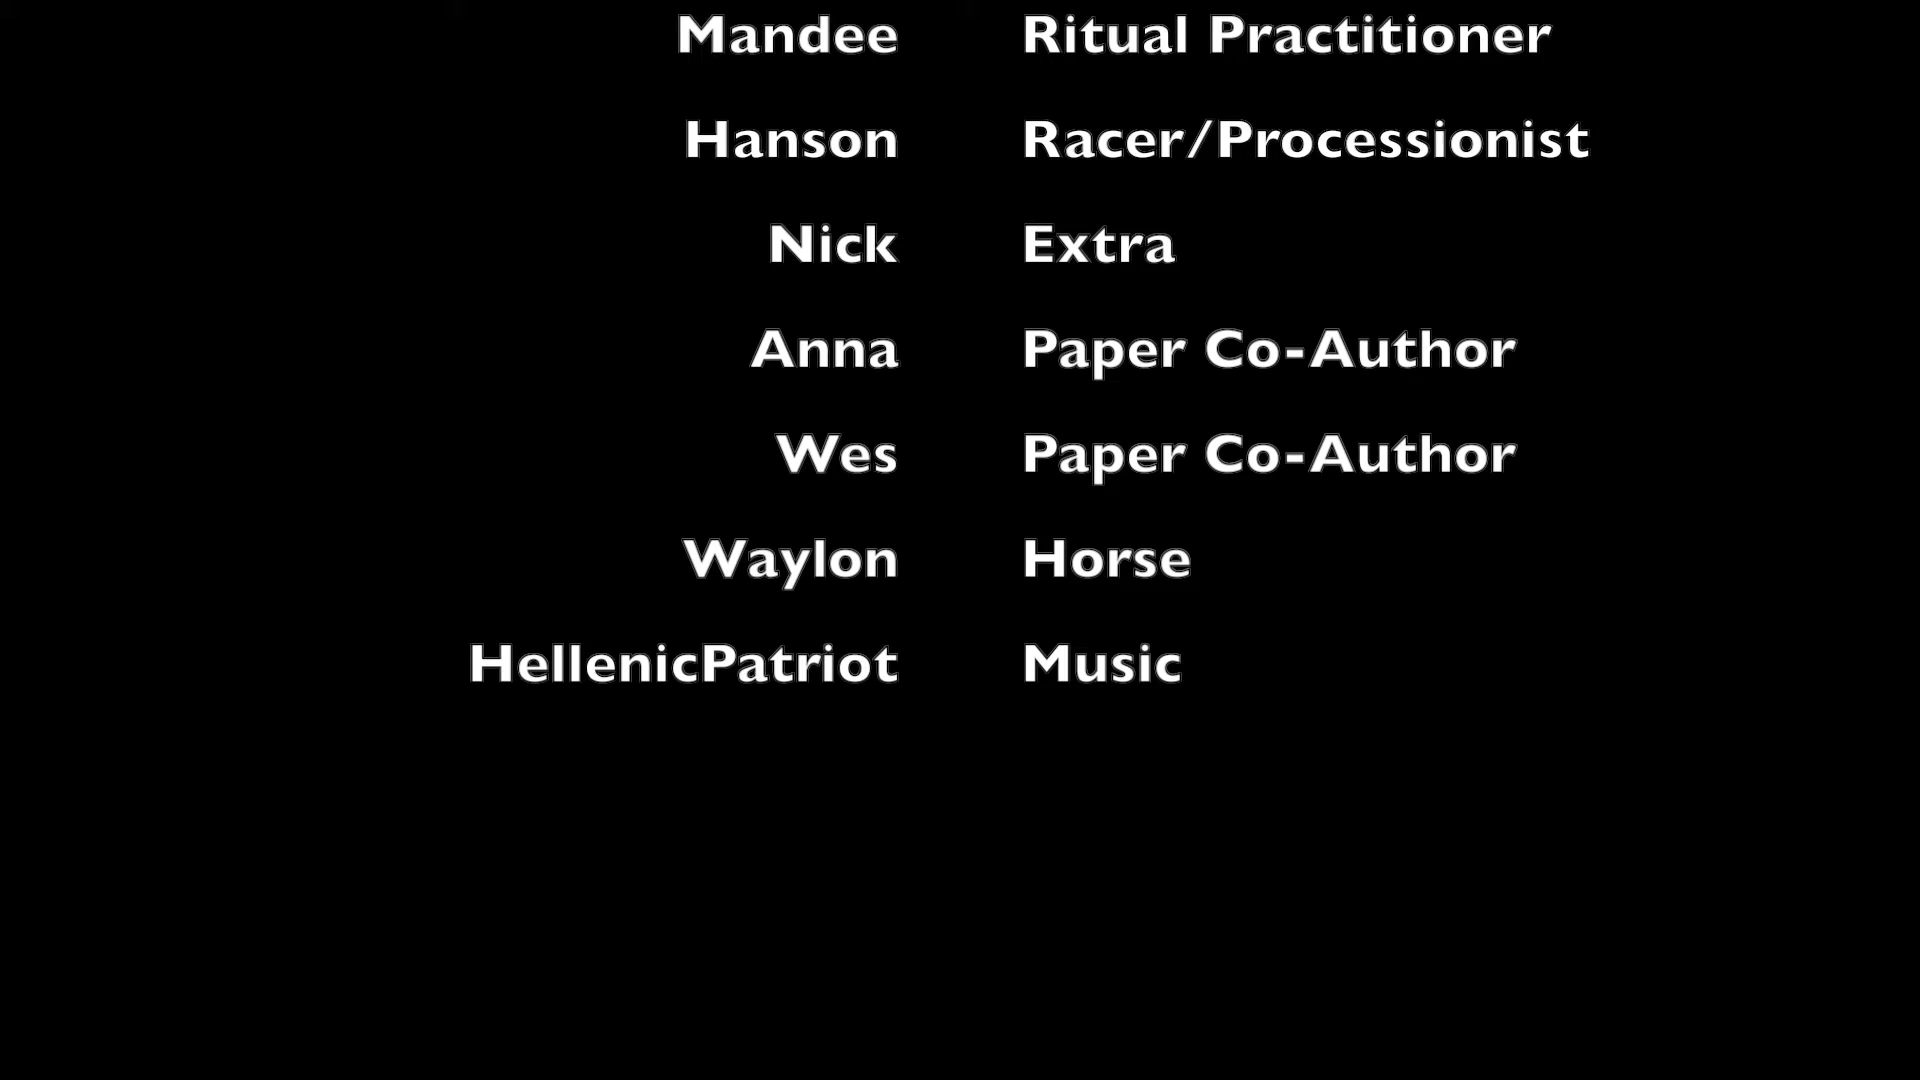 Mandee Ritual Practitioner
Hanson Racer/Processionist
Nick Extra
Anna Paper Co-Author
Wes Paper Co-Author
Waylon Horse
HellenicPatriot Music